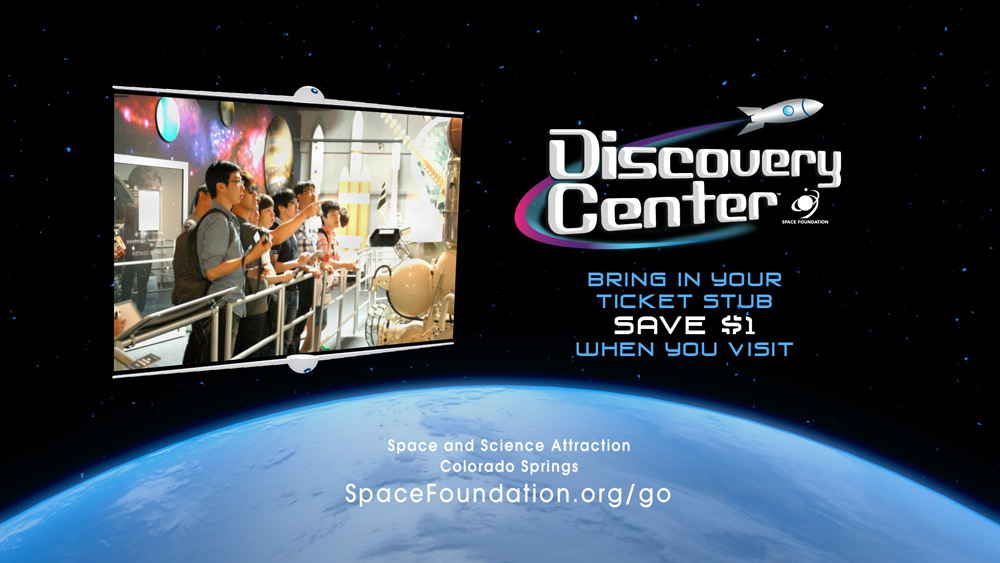 Discovery
Center™
SPACE FOUNDATION
BRING IN YOUR
TICKET STUB
SAVE $1
WHEN YOU VISIT
Space and Science Attraction
Colorado Springs
SpaceFoundation.org/go